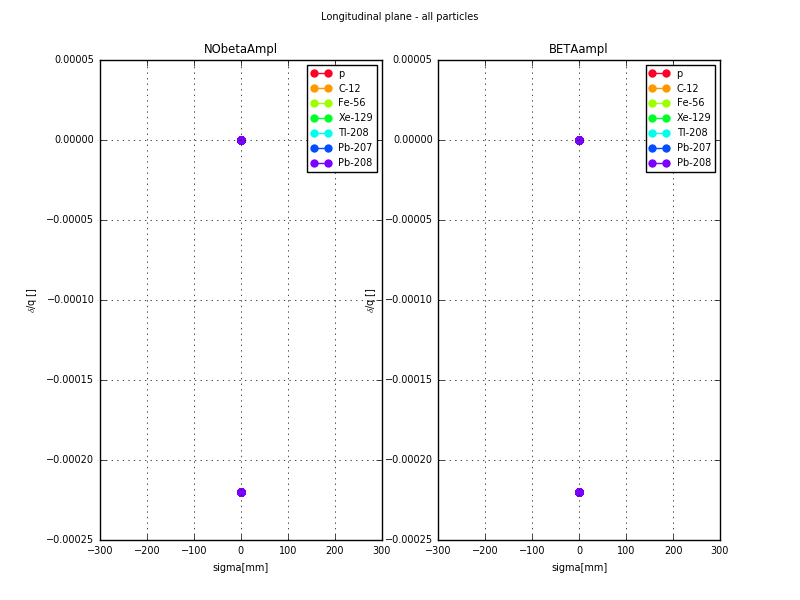 Longitudinal plane - all particles
NObetaAmpl
0.00005
0.00000
−0.00005
−0.00010
−0.00015
−0.00020
−0.00025
δ/q []
p
C-12
Fe-56
Xe-129
Tl-208
Pb-207
Pb-208
−300 −200 −100 0 100 200 300
sigma[mm]
BETAampl
0.00005
0.00000
−0.00005
−0.00010
−0.00015
−0.00020
−0.00025
δ/q []
p
C-12
Fe-56
Xe-129
Tl-208
Pb-207
Pb-208
−300 −200 −100 0 100 200 300
sigma[mm]